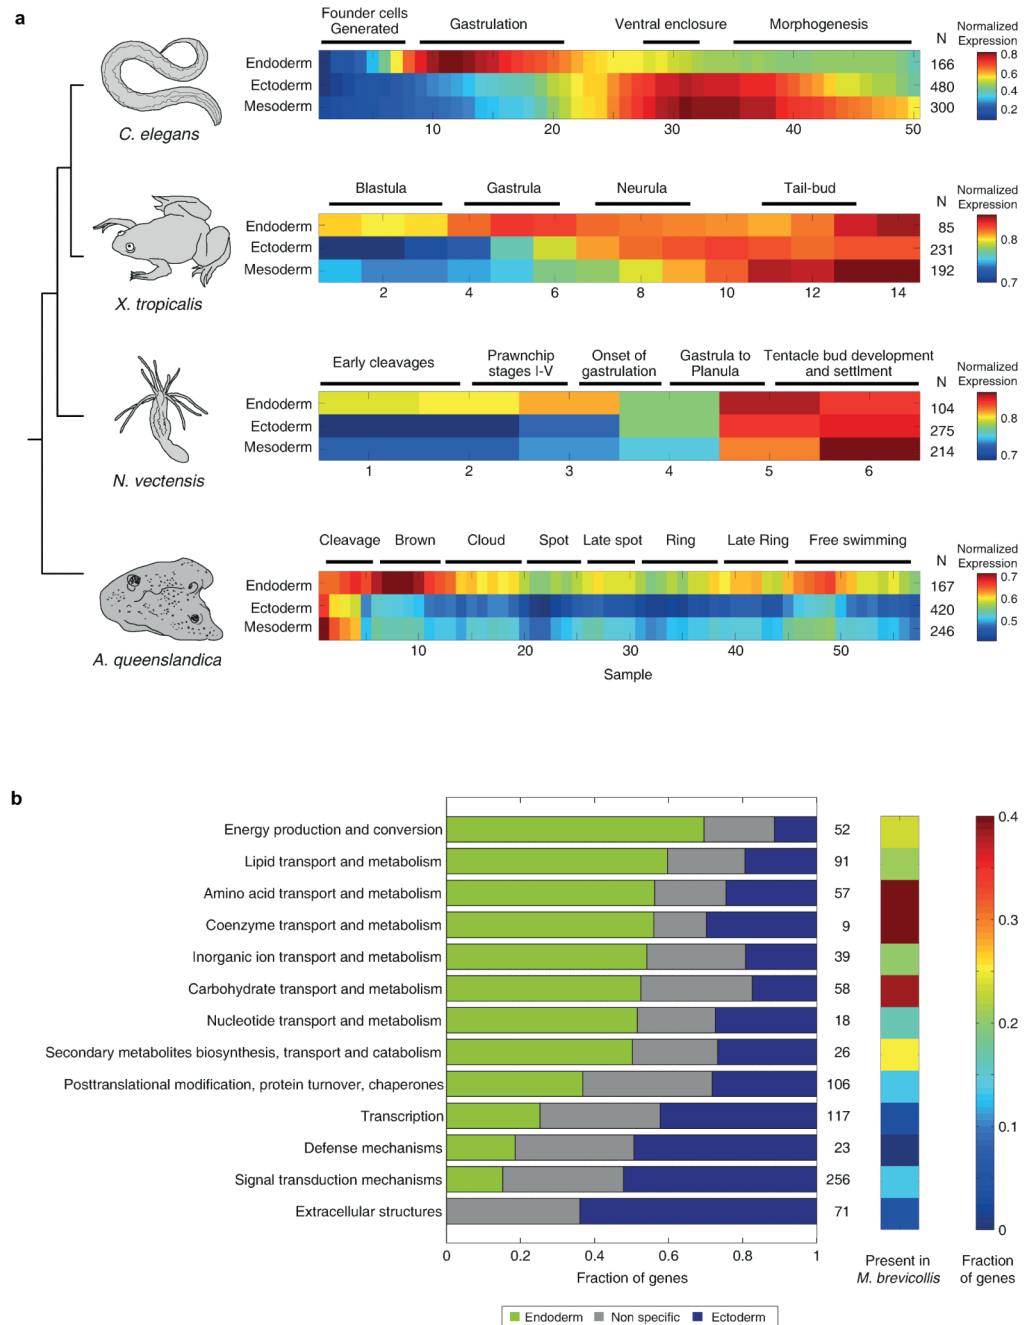 a
Founder cells
Generated
Gastrulation
Ventral enclosure
Morphogenesis
N
Normalized
Expression
Endoderm
Ectoderm
Mesoderm
166
480
300
0.8
0.6
0.4
0.2
10 20 30 40 50
C. elegans
Blastula
Gastrula
Neurula
Tail-bud
N
Normalized
Expression
Endoderm
Ectoderm
Mesoderm
85
231
192
0.8
0.7
2 4 6 8 10 12 14
X. tropicalis
Early cleavages
Prawnchip
stages I-V
Onset of
gastrulation
Gastrula to
Planula
Tentacle bud development
and settlment
N
Normalized
Expression
Endoderm
Ectoderm
Mesoderm
104
275
214
0.8
0.7
1 2 3 4 5 6
N. vectensis
Cleavage
Brown
Cloud
Spot
Late spot
Ring
Late Ring
Free swimming
N
Normalized
Expression
Endoderm
Ectoderm
Mesoderm
167
420
246
0.7
0.6
0.5
10 20 30 40 50
Sample
A. queenslandica
b
Energy production and conversion 52
Lipid transport and metabolism 91
Amino acid transport and metabolism 57
Coenzyme transport and metabolism 9
Inorganic ion transport and metabolism 39
Carbohydrate transport and metabolism 58
Nucleotide transport and metabolism 18
Secondary metabolites biosynthesis, transport and catabolism 26
Posttranslational modification, protein turnover, chaperones 106
Transcription 117
Defense mechanisms 23
Signal transduction mechanisms 256
Extracellular structures 71
0 0.2 0.4 0.6 0.8 1
Fraction of genes
0.4
0.3
0.2
0.1
0
Present in
M. brevicollis
Fraction
of genes
Endoderm Non specific Ectoderm